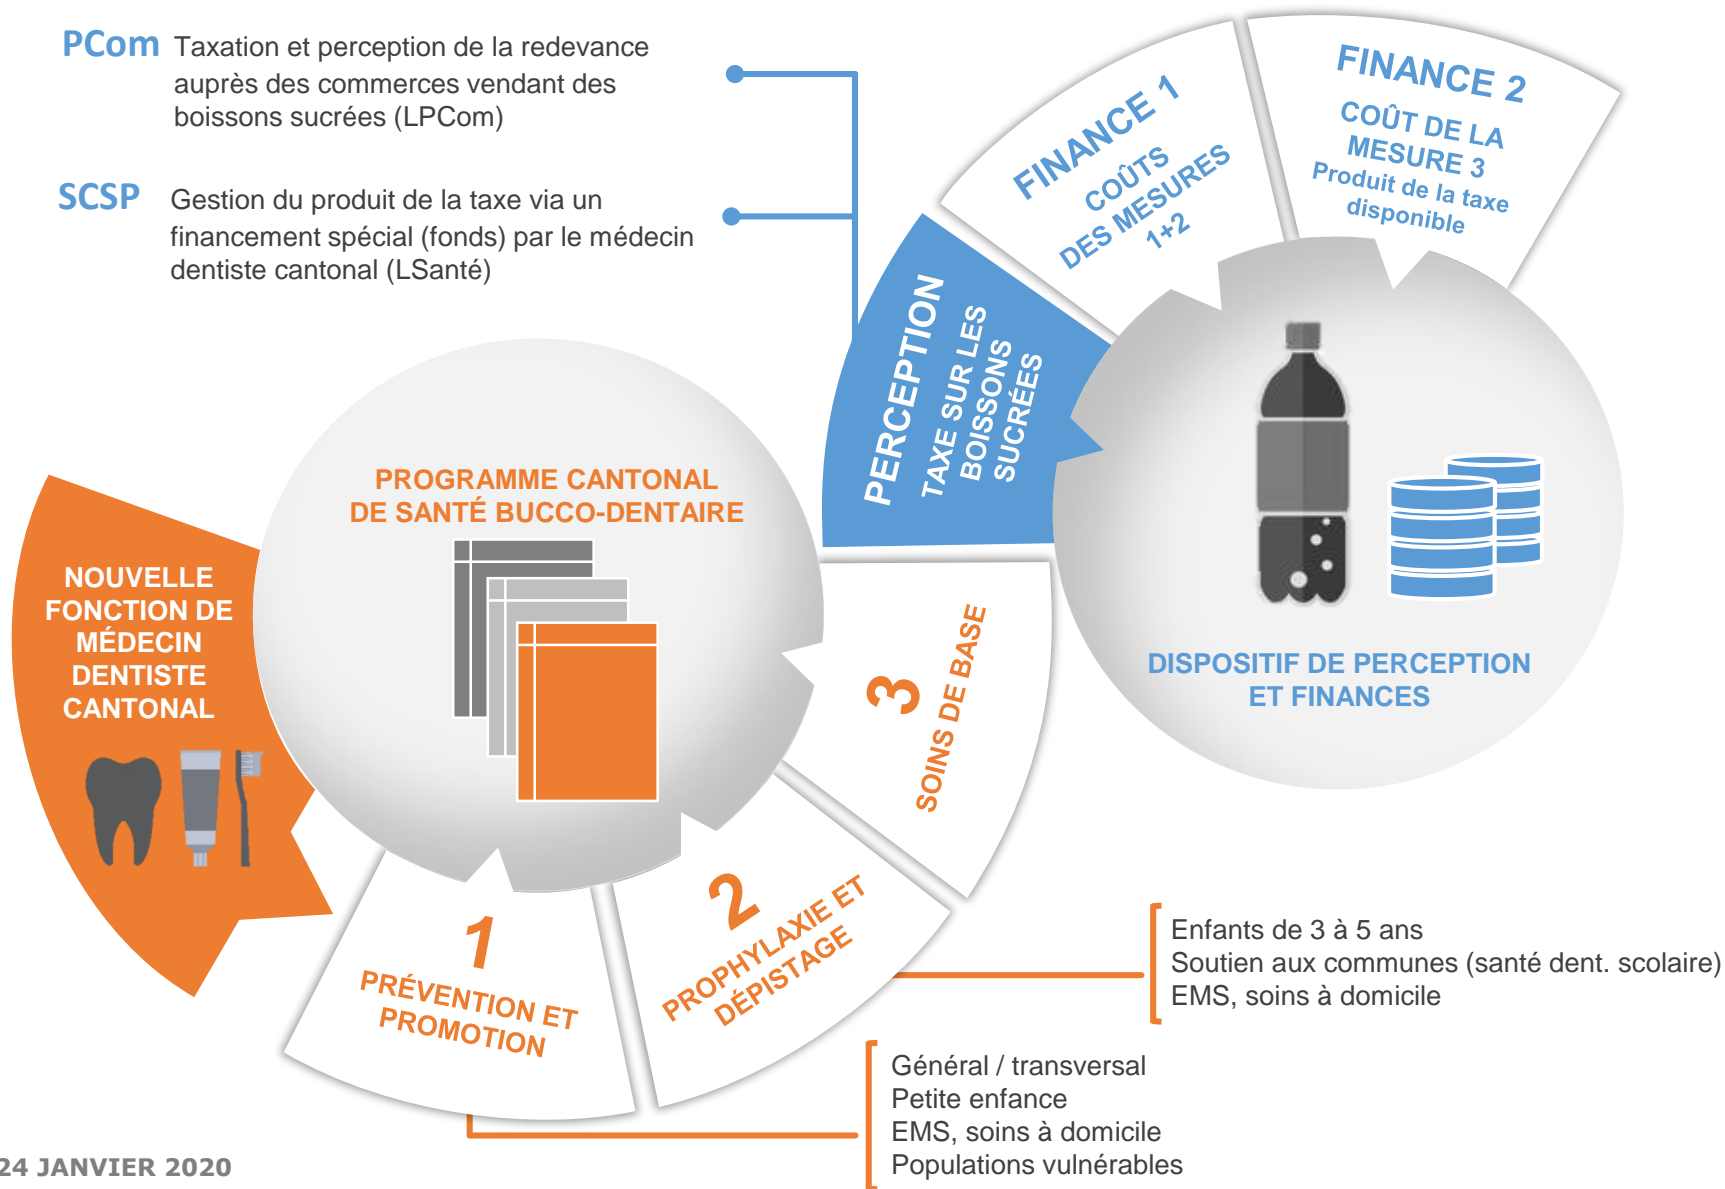 PCom Taxation et perception de la redevance
auprès des commerces vendant des
boissons sucrées (LPCom)
SCSP Gestion du produit de la taxe via un
financement spécial (fonds) par le médecin
dentiste cantonal (LSanté)
FINANCE 1
COÛTS
DES MESURES
1+2
FINANCE 2
COÛT DE LA
MESURE 3
Produit de la taxe
disponible
PERCEPTION
TAXE SUR LES
BOISSONS
SUCRÉES
PROGRAMME CANTONAL
DE SANTÉ BUCCO-DENTAIRE
NOUVELLE
FONCTION DE
MÉDECIN
DENTISTE
CANTONAL
DISPOSITIF DE PERCEPTION
ET FINANCES
3
SOINS DE BASE
2
PROPHYLAXIE ET
DÉPISTAGE
1
PRÉVENTION ET
PROMOTION
Enfants de 3 à 5 ans
Soutien aux communes (santé dent. scolaire)
EMS, soins à domicile
Général / transversal
Petite enfance
EMS, soins à domicile
Populations vulnérables
24 JANVIER 2020